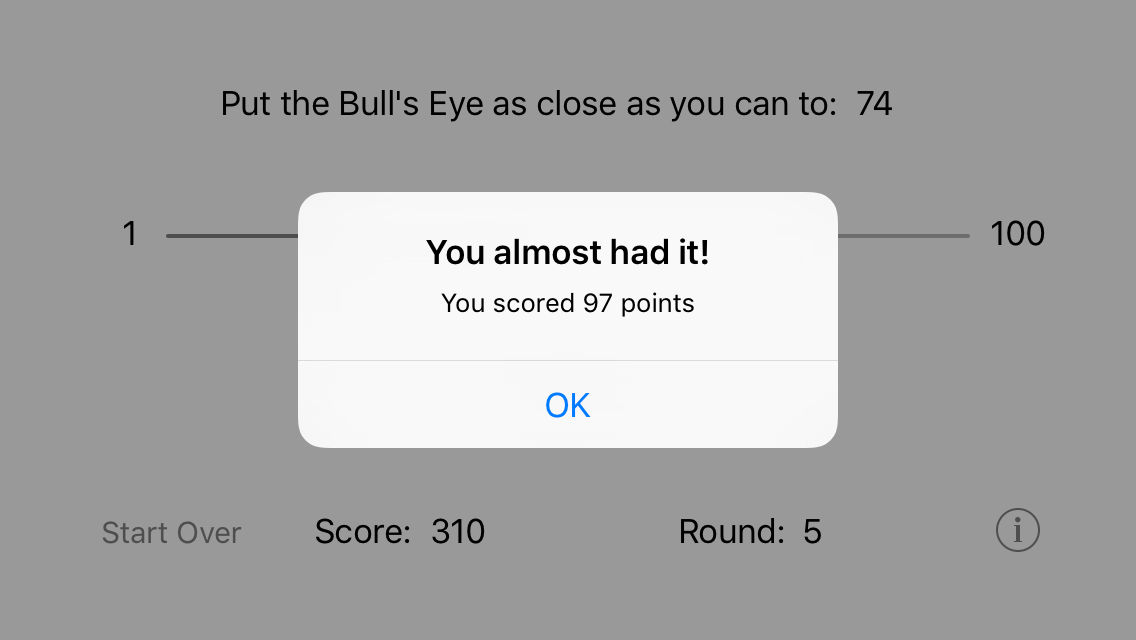 Put the Bull's Eye as close as you can to: 74
1 100
You almost had it!
You scored 97 points
OK
Start Over Score: 310 Round: 5 i